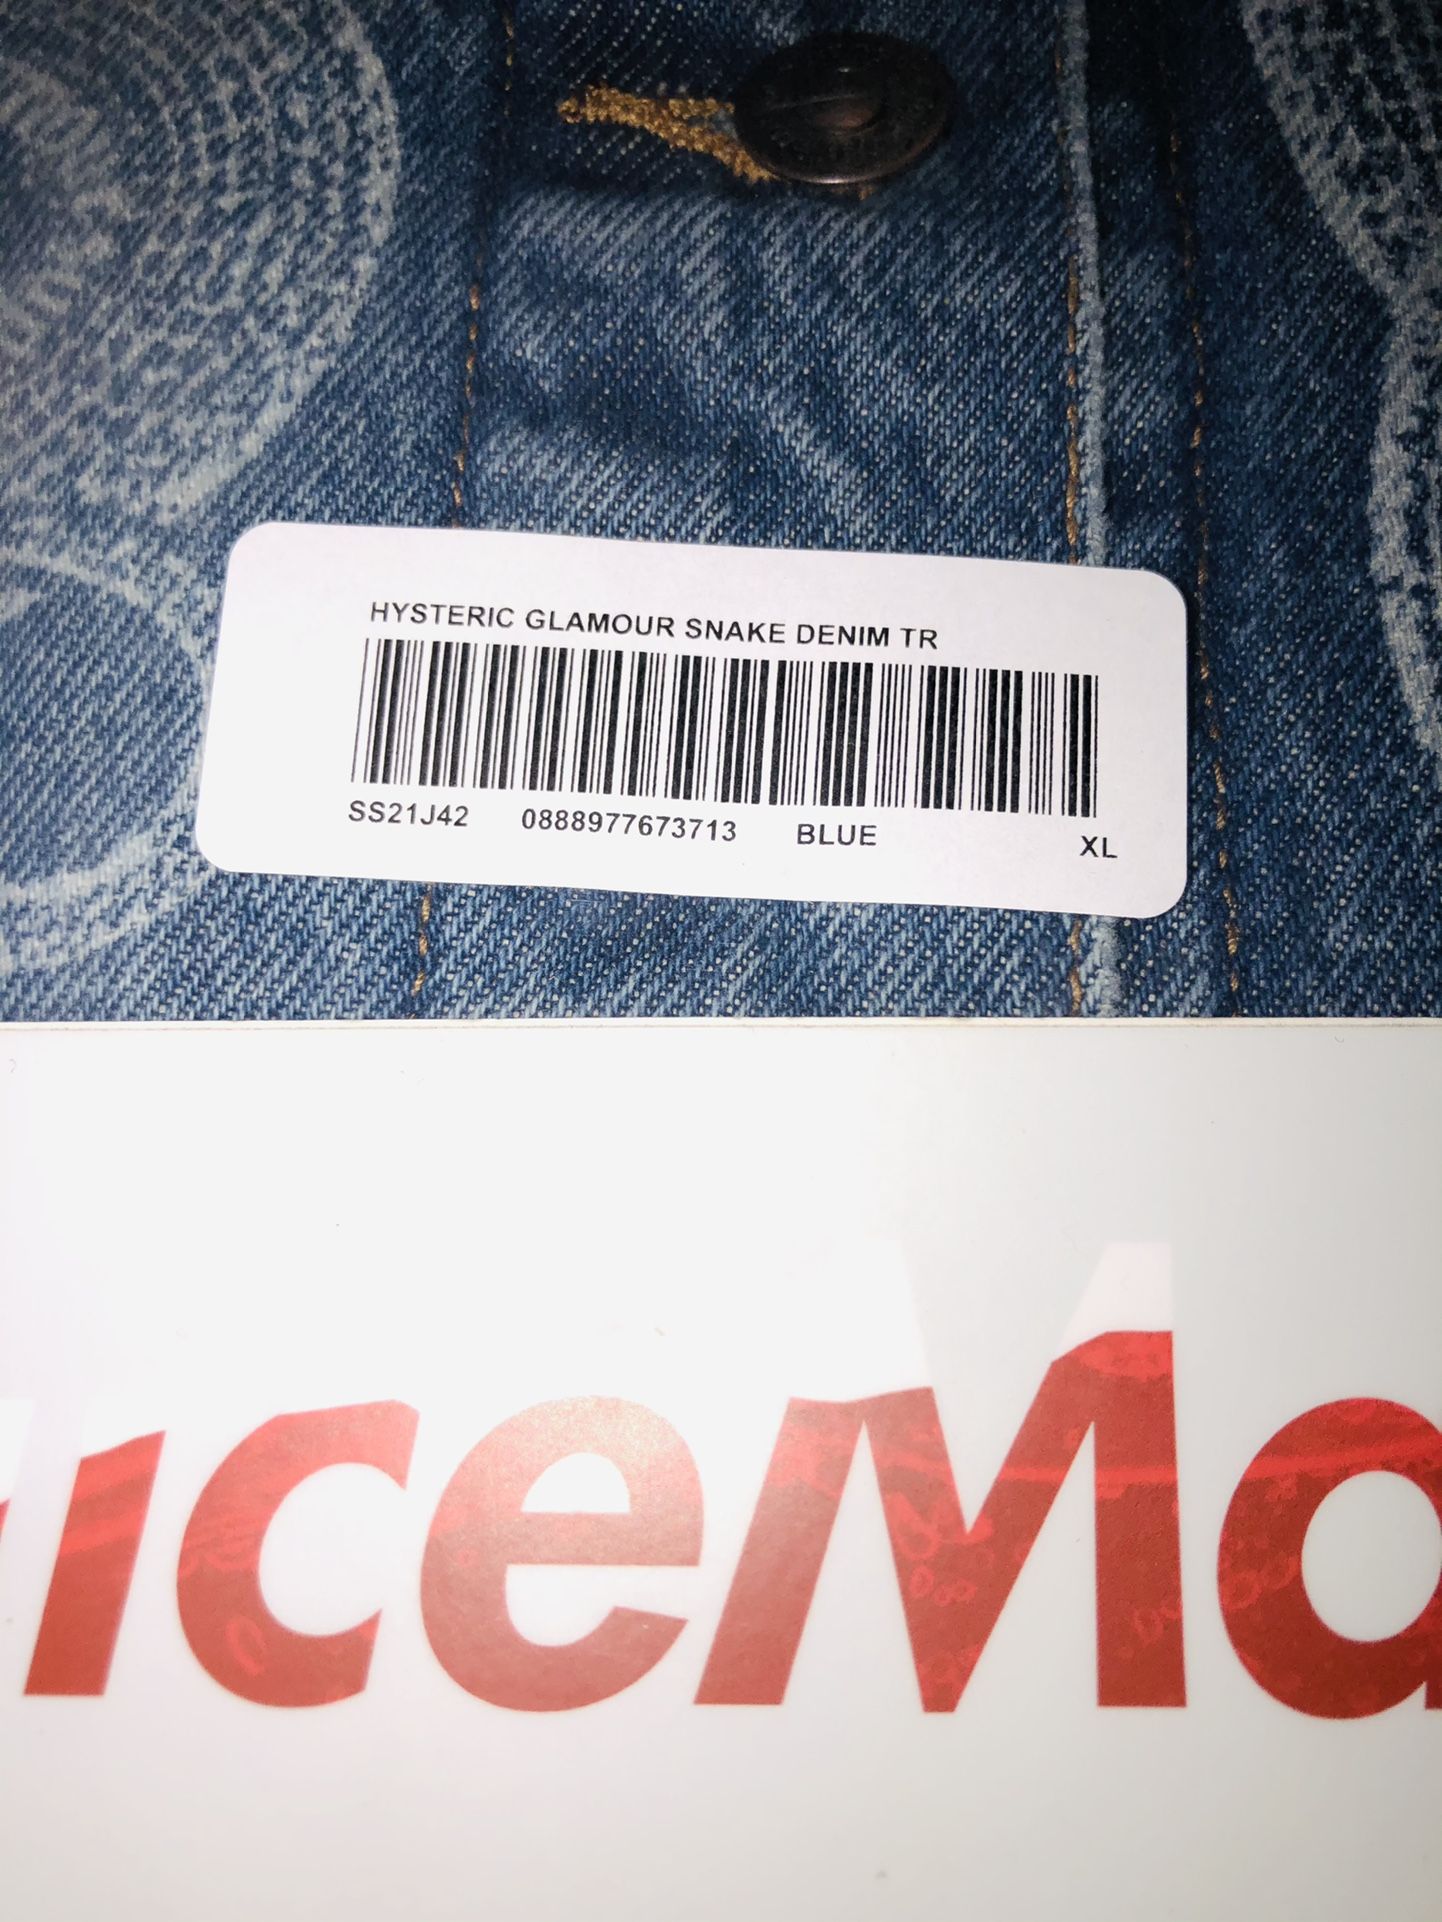 HYSTERIC GLAMOUR SNAKE DENIM TR
SS21J42 0888977673713 BLUE XL
iceMa